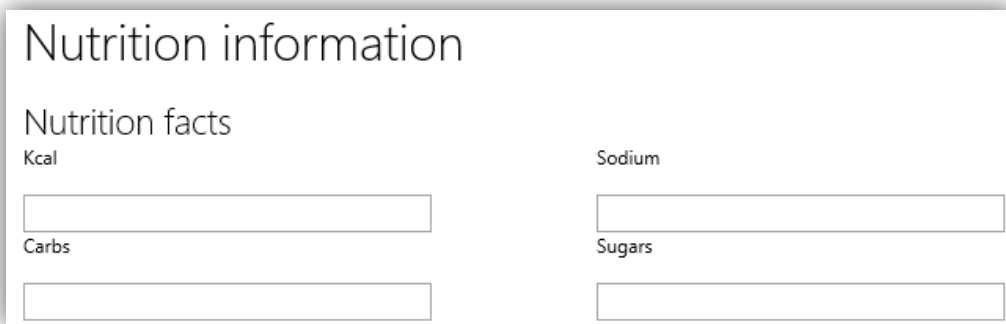 Nutrition information
Nutrition facts
Kcal
Sodium
Carbs
Sugars